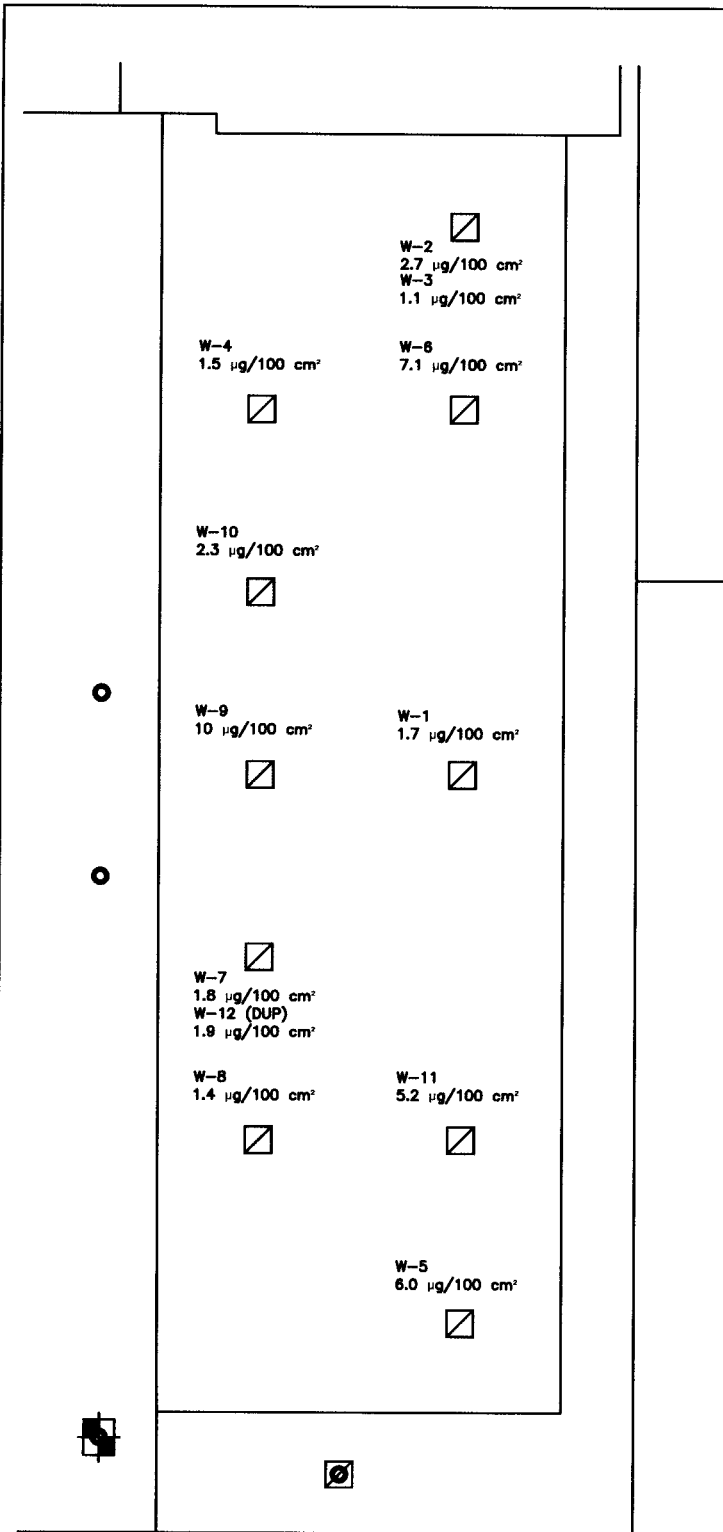 W-2
2.7 µg/100 cm²
W-3
1.1 µg/100 cm²
W-4
1.5 µg/100 cm²
W-6
7.1 µg/100 cm²
W-10
2.3 µg/100 cm²
W-9
10 µg/100 cm²
W-1
1.7 µg/100 cm²
W-7
1.8 µg/100 cm²
W-12 (DUP)
1.9 µg/100 cm²
W-8
1.4 µg/100 cm²
W-11
5.2 µg/100 cm²
W-5
6.0 µg/100 cm²